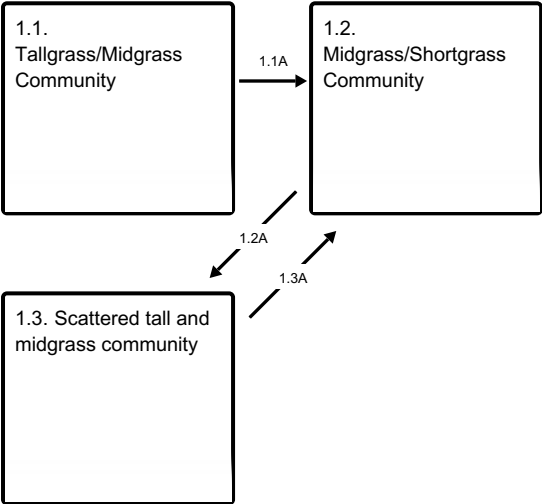 1.1.
Tallgrass/Midgrass
Community
1.1A
1.2.
Midgrass/Shortgrass
Community
1.2A
1.3A
1.3. Scattered tall and
midgrass community